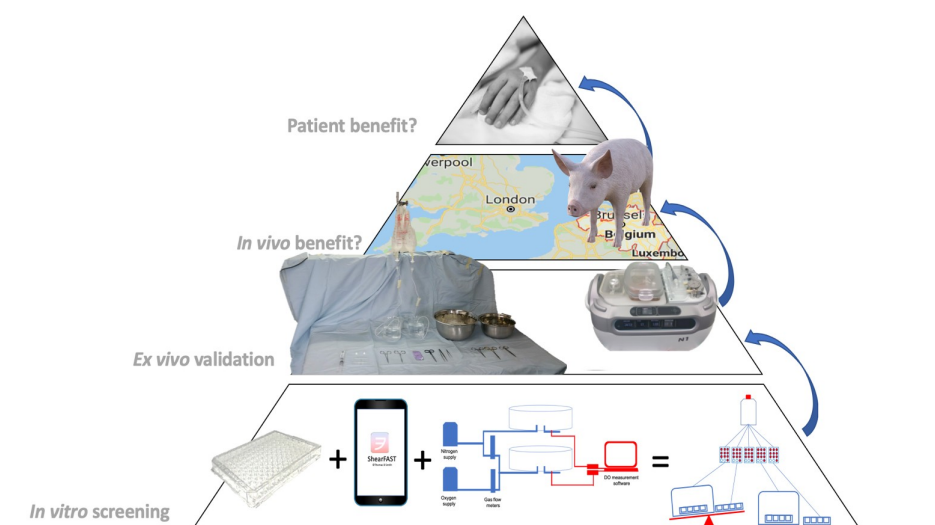 Patient benefit?
verpool
London
In vivo benefit?
Brussel
Belgium
Luxembo
Ex vivo validation
ShearFAST
Nitrogen
supply
Oxygen
supply
Gas flow
meters
DO measurement
software
+
+
=
In vitro screening